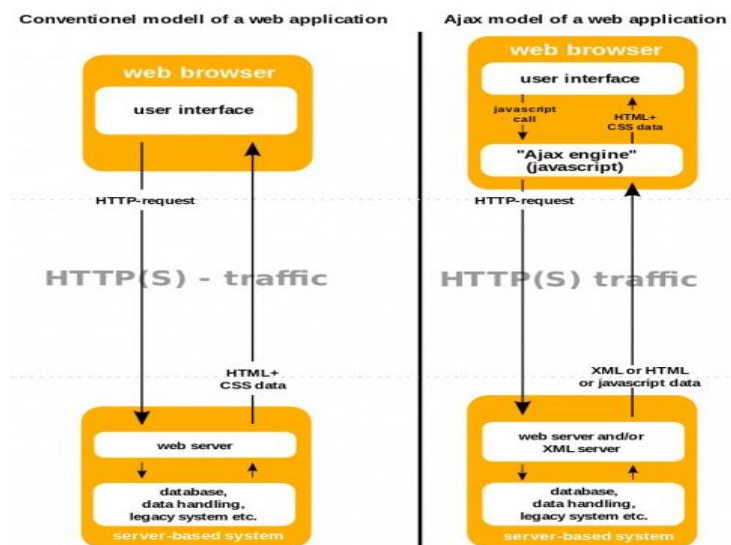 Conventionel modell of a web application
web browser
user interface
HTTP-request
HTTP(S) - traffic
HTML+
CSS data
web server
database,
data handling,
legacy system etc.
server-based system
Ajax model of a web application
web browser
user interface
javascript
call
HTML+
CSS data
"Ajax engine"
(javascript)
HTTP-request
HTTP(S) traffic
XML or HTML
or javascript data
web server and/or
XML server
database,
data handling,
legacy system etc.
server-based system